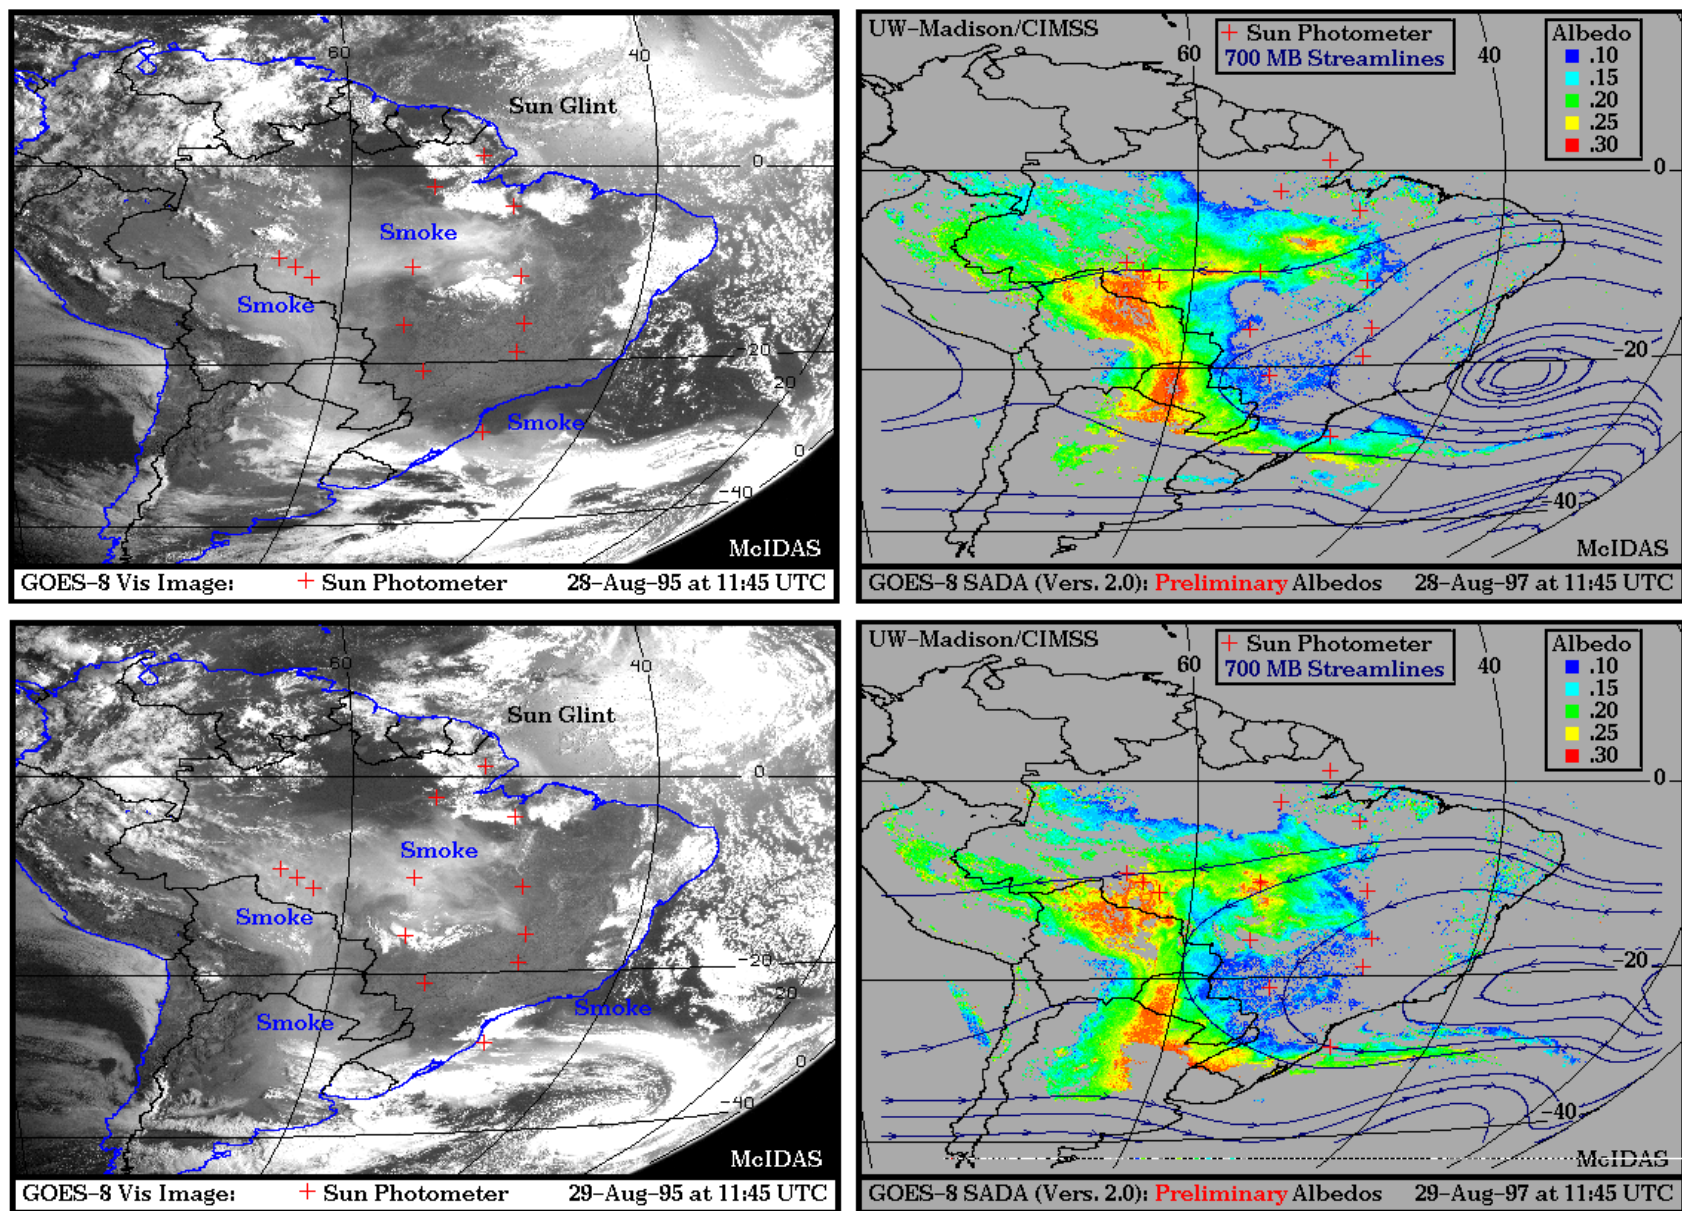 60
40
Sun Glint
0
Smoke
Smoke
-20
20
Smoke
0
-40
McIDAS
GOES-8 Vis Image: + Sun Photometer 28-Aug-95 at 11:45 UTC
UW-Madison/CIMSS
+ Sun Photometer
700 MB Streamlines
Albedo
.10
.15
.20
.25
.30
40
0
60
-20
-40
McIDAS
GOES-8 SADA (Vers. 2.0): Preliminary Albedos 28-Aug-97 at 11:45 UTC
60
40
Sun Glint
0
Smoke
Smoke
-20
20
Smoke
Smoke
0
-40
McIDAS
GOES-8 Vis Image: + Sun Photometer 29-Aug-95 at 11:45 UTC
UW-Madison/CIMSS
+ Sun Photometer
700 MB Streamlines
Albedo
.10
.15
.20
.25
.30
60
40
0
-20
-40
McIDAS
GOES-8 SADA (Vers. 2.0): Preliminary Albedos 29-Aug-97 at 11:45 UTC